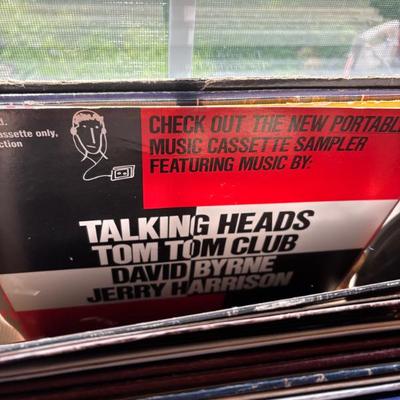 d.
assette only,
ction
CHECK OUT THE NEW PORTABL
MUSIC CASSETTE SAMPLER
FEATURING MUSIC BY:
TALKING HEADS
TOM TOM CLUB
DAVID BYRNE
JERRY HARRISON